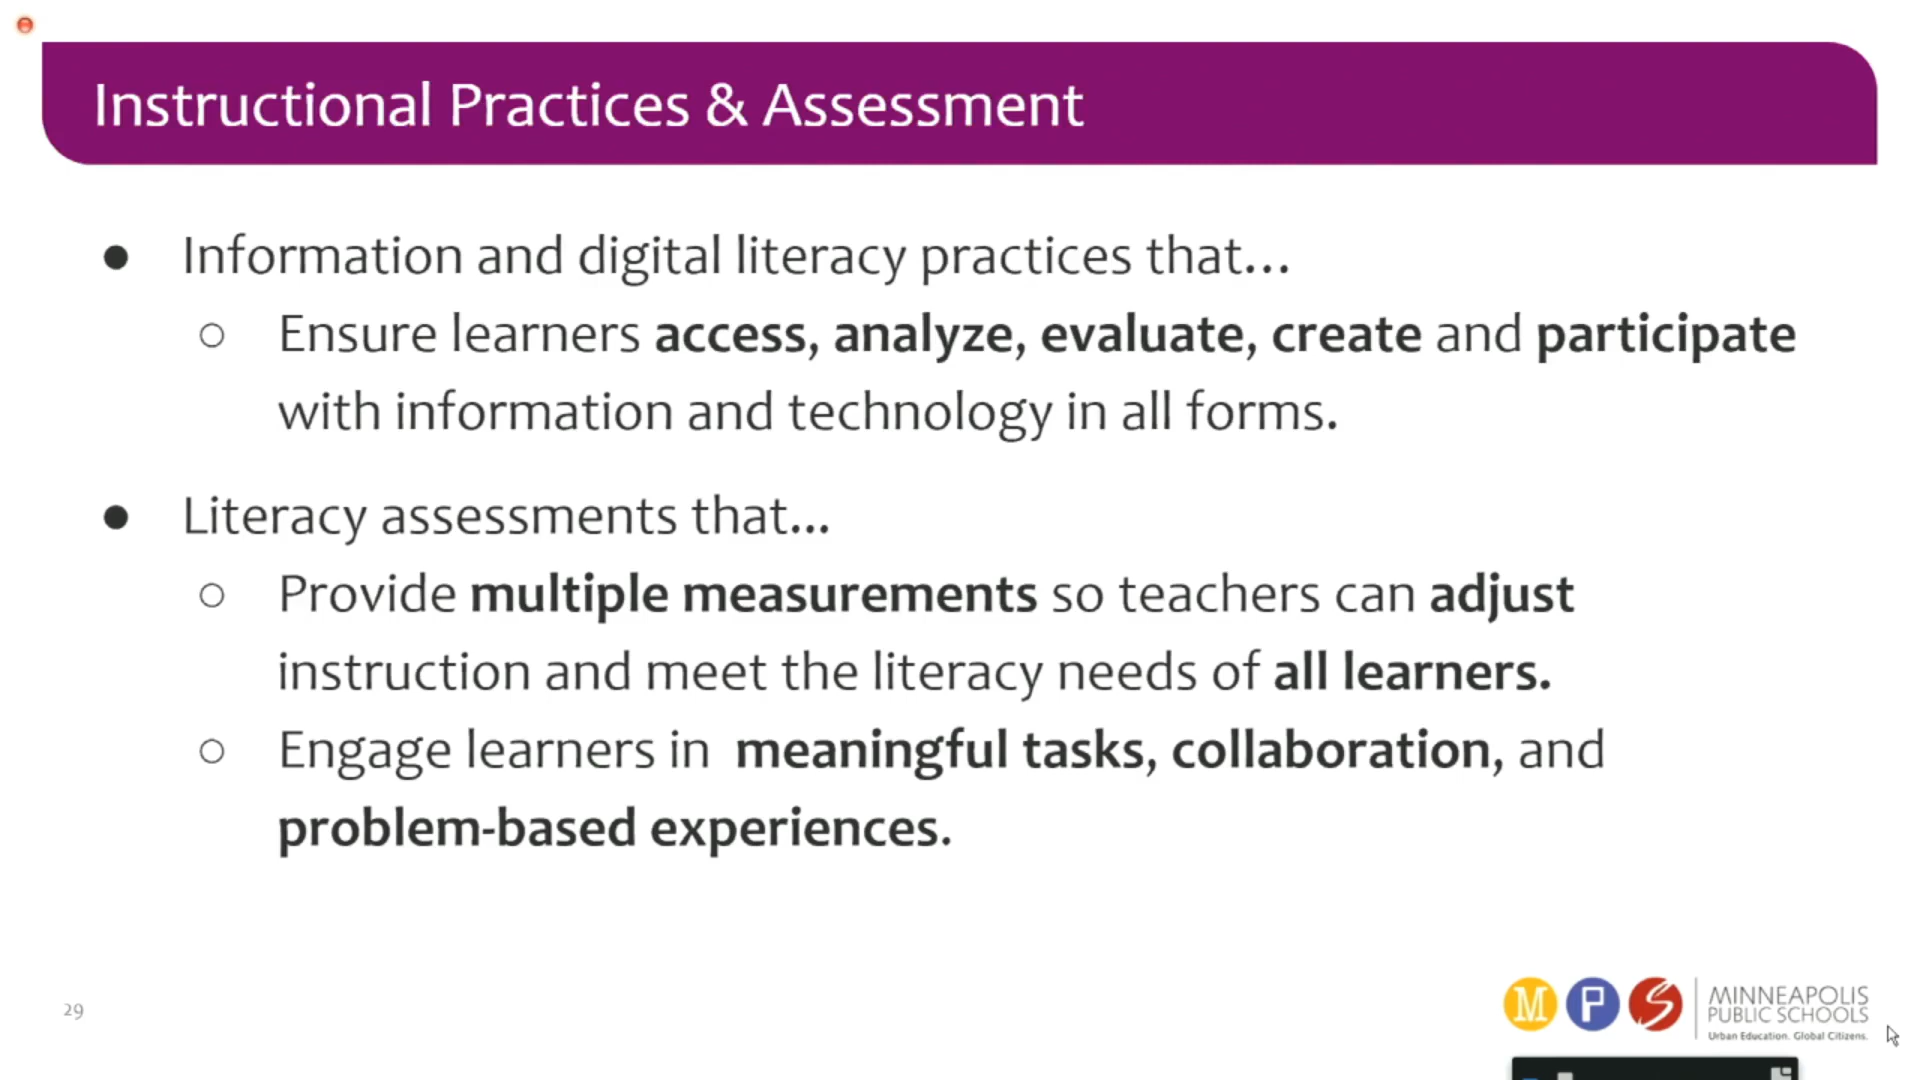 Instructional Practices & Assessment
● Information and digital literacy practices that...
○ Ensure learners access, analyze, evaluate, create and participate
with information and technology in all forms.
● Literacy assessments that...
○ Provide multiple measurements so teachers can adjust
instruction and meet the literacy needs of all learners.
○ Engage learners in meaningful tasks, collaboration, and
problem-based experiences.
29
M P S
MINNEAPOLIS
PUBLIC SCHOOLS
Urban Education. Global Citizens.